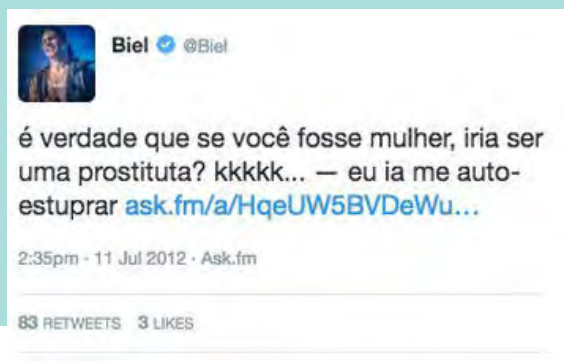 Biel @Biel
é verdade que se você fosse mulher, iria ser
uma prostituta? kkkkk... — eu ia me auto-
estuprar ask.fm/a/HqeUW5BVDeWu...
2:35pm · 11 Jul 2012 · Ask.fm
83 RETWEETS 3 LIKES